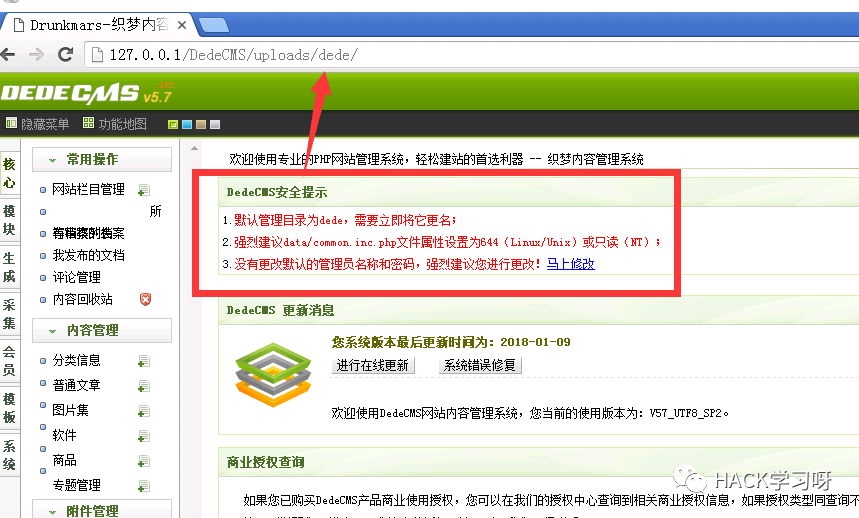 Drunkmars-织梦内容
127.0.0.1/DedeCMS/uploads/dede/
DEDECMS v5.7 SP2
隐藏菜单 功能地图
核心
模块
生成
采集
会员
模板
系统
常用操作
网站栏目管理
所
我发布的文档
评论管理
内容回收站
内容管理
分类信息
普通文章
图片集
软件
商品
专题管理
附件管理
欢迎使用专业的PHP网站管理系统，轻松建站的首选利器 -- 织梦内容管理系统
DedeCMS安全提示
1.默认管理目录为dede，需要立即将它更名；
2.强烈建议data/common.inc.php文件属性设置为644（Linux/Unix）或只读（NT）；
3.没有更改默认的管理员名称和密码，强烈建议您进行更改！马上修改
DedeCMS 更新消息
您系统版本最后更新时间为：2018-01-09
进行在线更新 系统错误修复
欢迎使用DedeCMS网站内容管理系统，您当前的使用版本为：V57_UTF8_SP2。
商业授权查询
如果您已购买DedeCMS产品商业使用授权，您可以在我们的授权中心查询到相关商业授权信息，如果授权类型同查询不
HACK学习呀